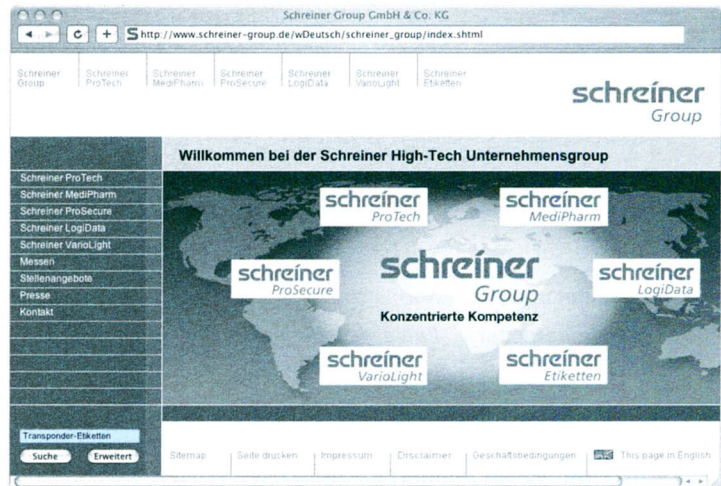 Schreiner Group GmbH & Co. KG
http://www.schreiner-group.de/wDeutsch/schreiner_group/index.shtml
Schreiner Group
Schreiner ProTech
Schreiner MediPharm
Schreiner ProSecure
Schreiner LogiData
Schreiner VarioLight
Schreiner Etiketten
schreiner
Group
Willkommen bei der Schreiner High-Tech Unternehmensgroup
Schreiner ProTech
Schreiner MediPharm
Schreiner ProSecure
Schreiner LogiData
Schreiner VarioLight
Messen
Stellenangebote
Presse
Kontakt
schreiner
ProTech
schreiner
MediPharm
schreiner
ProSecure
schreiner
Group
Konzentrierte Kompetenz
schreiner
LogiData
schreiner
VarioLight
schreiner
Etiketten
Transponder-Etiketten
Suche Erweitert
Sitemap Seite drucken Impressum Disclaimer Geschäftsbedingungen This page in English